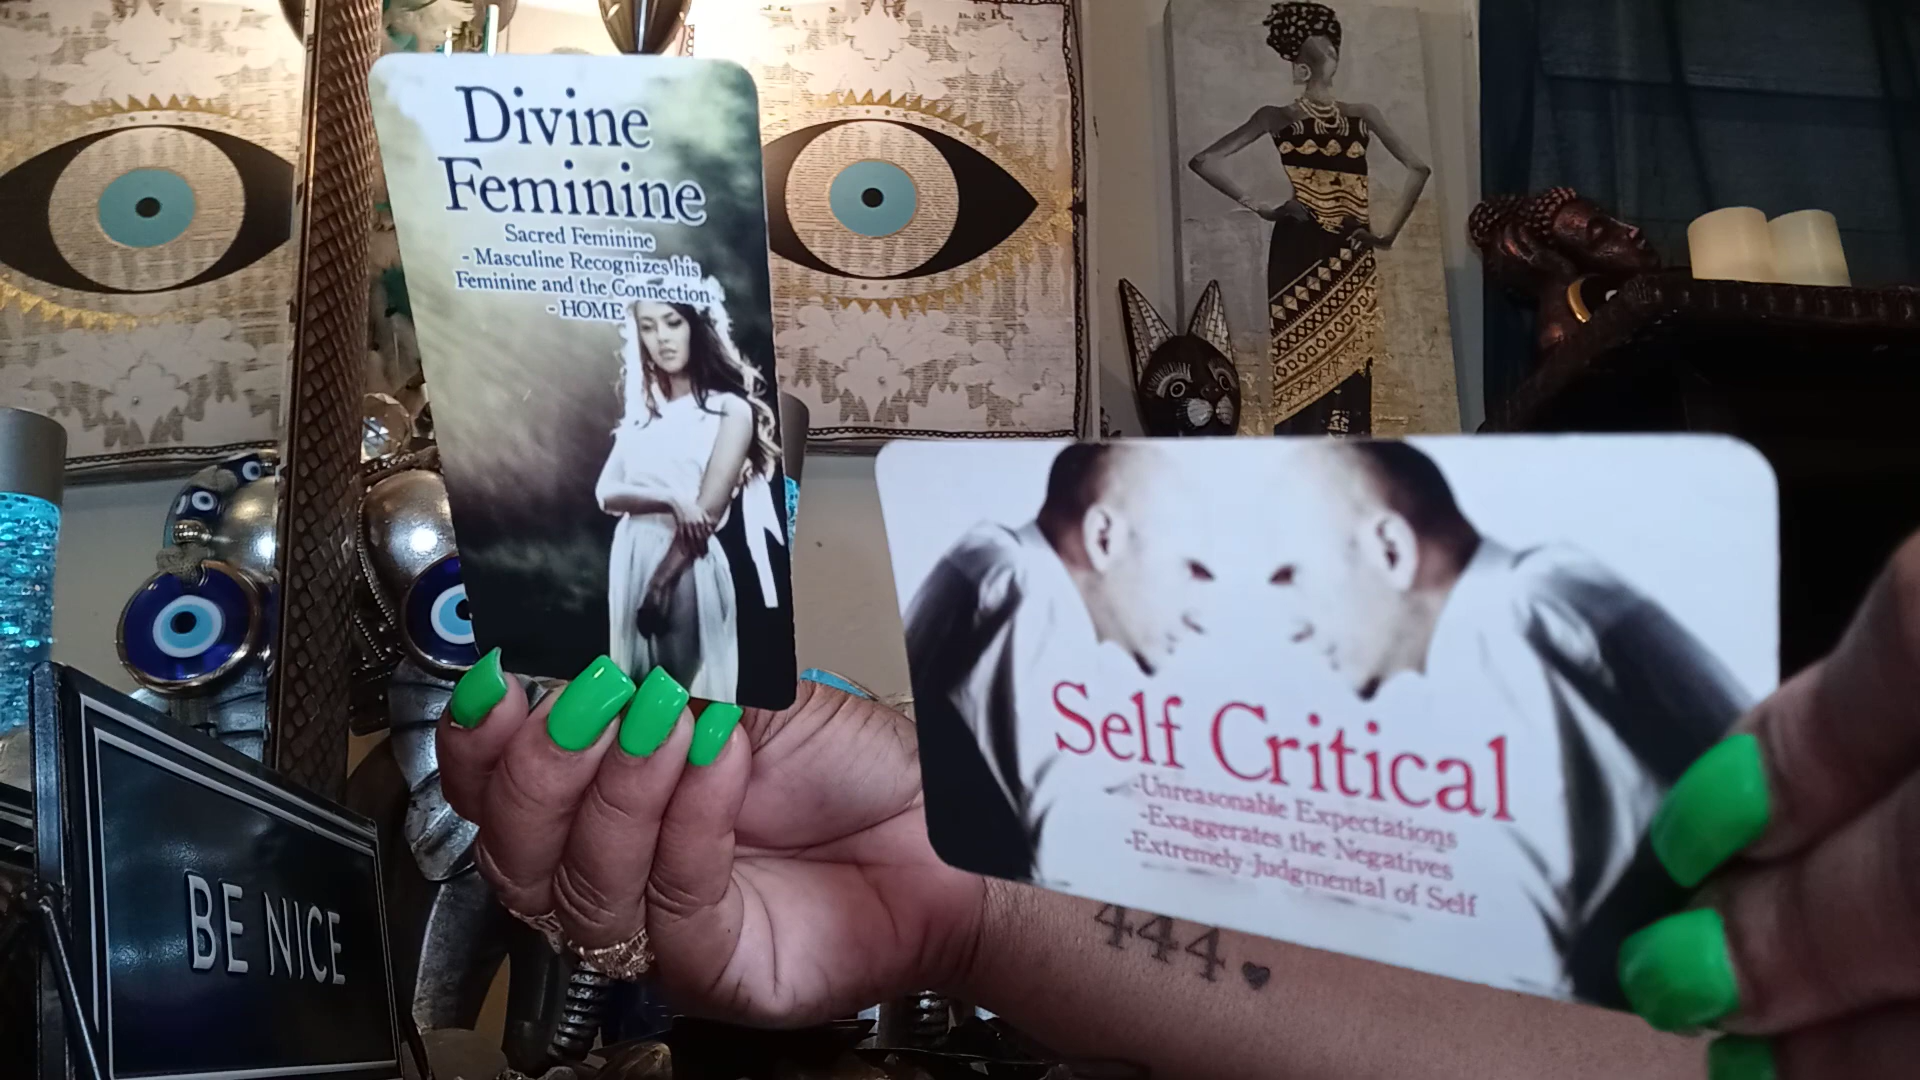 Divine
Feminine
Sacred Feminine
- Masculine Recognizes his
Feminine and the Connection
- HOME
Self Critical
-Unreasonable Expectations
-Exaggerates the Negatives
-Extremely Judgmental of Self
BE NICE
444